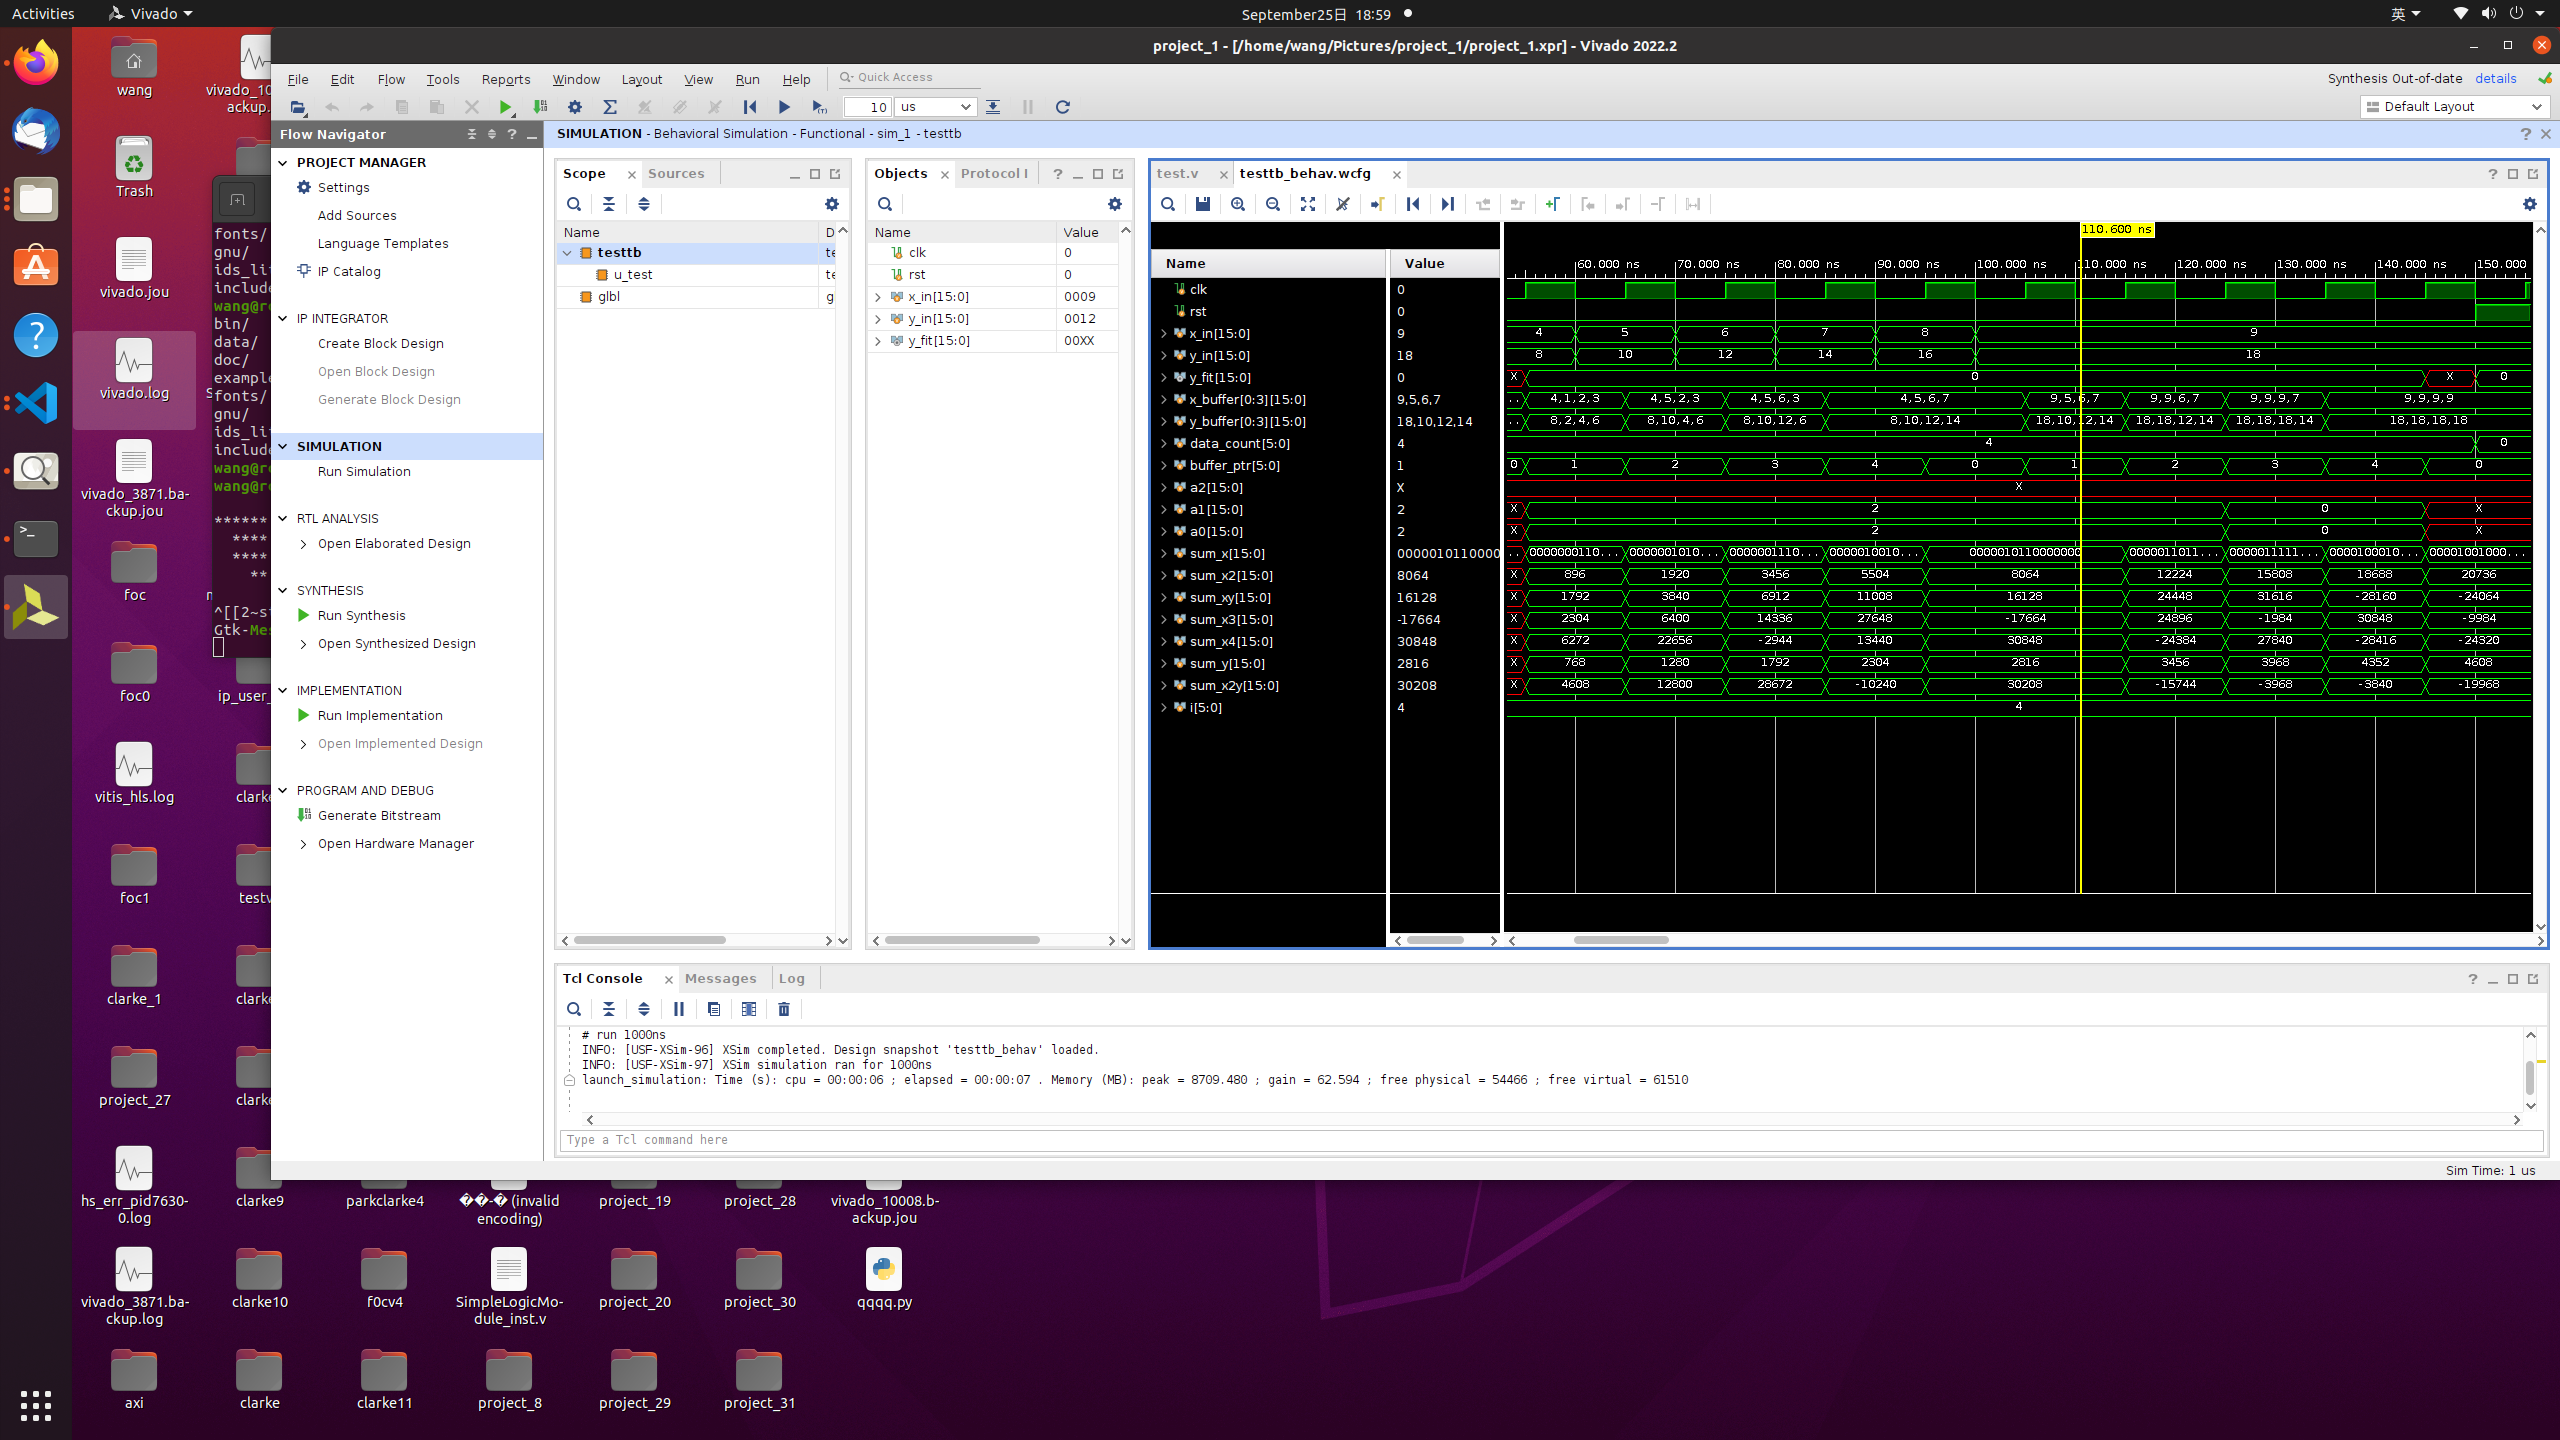 Activities
Vivado
September25日 18:59
英
project_1 - [/home/wang/Pictures/project_1/project_1.xpr] - Vivado 2022.2
File Edit Flow Tools Reports Window Layout View Run Help
Quick Access
Synthesis Out-of-date details
10 us
Default Layout
Flow Navigator
PROJECT MANAGER
Settings
Add Sources
Language Templates
IP Catalog
IP INTEGRATOR
Create Block Design
Open Block Design
Generate Block Design
SIMULATION
Run Simulation
RTL ANALYSIS
Open Elaborated Design
SYNTHESIS
Run Synthesis
Open Synthesized Design
IMPLEMENTATION
Run Implementation
Open Implemented Design
PROGRAM AND DEBUG
Generate Bitstream
Open Hardware Manager
SIMULATION - Behavioral Simulation - Functional - sim_1 - testtb
Scope Sources
Name
testtb
u_test
glbl
Objects Protocol I
Name Value
clk 0
rst 0
x_in[15:0] 0009
y_in[15:0] 0012
y_fit[15:0] 00XX
test.v testtb_behav.wcfg
110.600 ns
Name Value
60.000 ns 70.000 ns 80.000 ns 90.000 ns 100.000 ns 110.000 ns 120.000 ns 130.000 ns 140.000 ns 150.000
clk 0
rst 0
x_in[15:0] 9 4 5 6 7 8 9
y_in[15:0] 18 8 10 12 14 16 18
y_fit[15:0] 0 X 0 X 0
x_buffer[0:3][15:0] 9,5,6,7 .. 4,1,2,3 4,5,2,3 4,5,6,3 4,5,6,7 9,5,6,7 9,9,6,7 9,9,9,7 9,9,9,9
y_buffer[0:3][15:0] 18,10,12,14 .. 8,2,4,6 8,10,4,6 8,10,12,6 8,10,12,14 18,10,12,14 18,18,12,14 18,18,18,14 18,18,18,18
data_count[5:0] 4 4 0
buffer_ptr[5:0] 1 0 1 2 3 4 0 1 2 3 4 0
a2[15:0] X X
a1[15:0] 2 X 2 0 X
a0[15:0] 2 X 2 0 X
sum_x[15:0] 0000010110000 ... 0000000110... 0000001010... 0000001110... 0000010010... 0000010110000000 0000011011... 0000011111... 0000100010... 00001001000...
sum_x2[15:0] 8064 X 896 1920 3456 5504 8064 12224 15808 18688 20736
sum_xy[15:0] 16128 X 1792 3840 6912 11008 16128 24448 31616 -28160 -24064
sum_x3[15:0] -17664 X 2304 6400 14336 27648 -17664 24896 -1984 30848 -9984
sum_x4[15:0] 30848 X 6272 22656 -2944 13440 30848 -24384 27840 -28416 -24320
sum_y[15:0] 2816 X 768 1280 1792 2304 2816 3456 3968 4352 4608
sum_x2y[15:0] 30208 X 4608 12800 28672 -10240 30208 -15744 -3968 -3840 -19968
i[5:0] 4 4
Tcl Console Messages Log
# run 1000ns
INFO: [USF-XSim-96] XSim completed. Design snapshot 'testtb_behav' loaded.
INFO: [USF-XSim-97] XSim simulation ran for 1000ns
launch_simulation: Time (s): cpu = 00:00:06 ; elapsed = 00:00:07 . Memory (MB): peak = 8709.480 ; gain = 62.594 ; free physical = 54466 ; free virtual = 61510
Type a Tcl command here
Sim Time: 1 us
wang
Trash
vivado.jou
vivado.log
vivado_3871.ba-
ckup.jou
foc
foc0
vitis_hls.log
foc1
clarke_1
project_27
hs_err_pid7630-
0.log
clarke9
parkclarke4
��-� (invalid
encoding)
project_19
project_28
vivado_10008.b-
ackup.jou
vivado_3871.ba-
ckup.log
clarke10
f0cv4
SimpleLogicMo-
dule_inst.v
project_20
project_30
qqqq.py
axi
clarke
clarke11
project_8
project_29
project_31
vivado_10
ackup.
fonts/
gnu/
ids_li
include
wang@r
bin/
data/
doc/
example
fonts/
gnu/
ids_li
include
wang@r
wang@r
******
****
****
**
^[[2~s
Gtk-Mes
ip_user_
clarke
testv
clarke
clarke